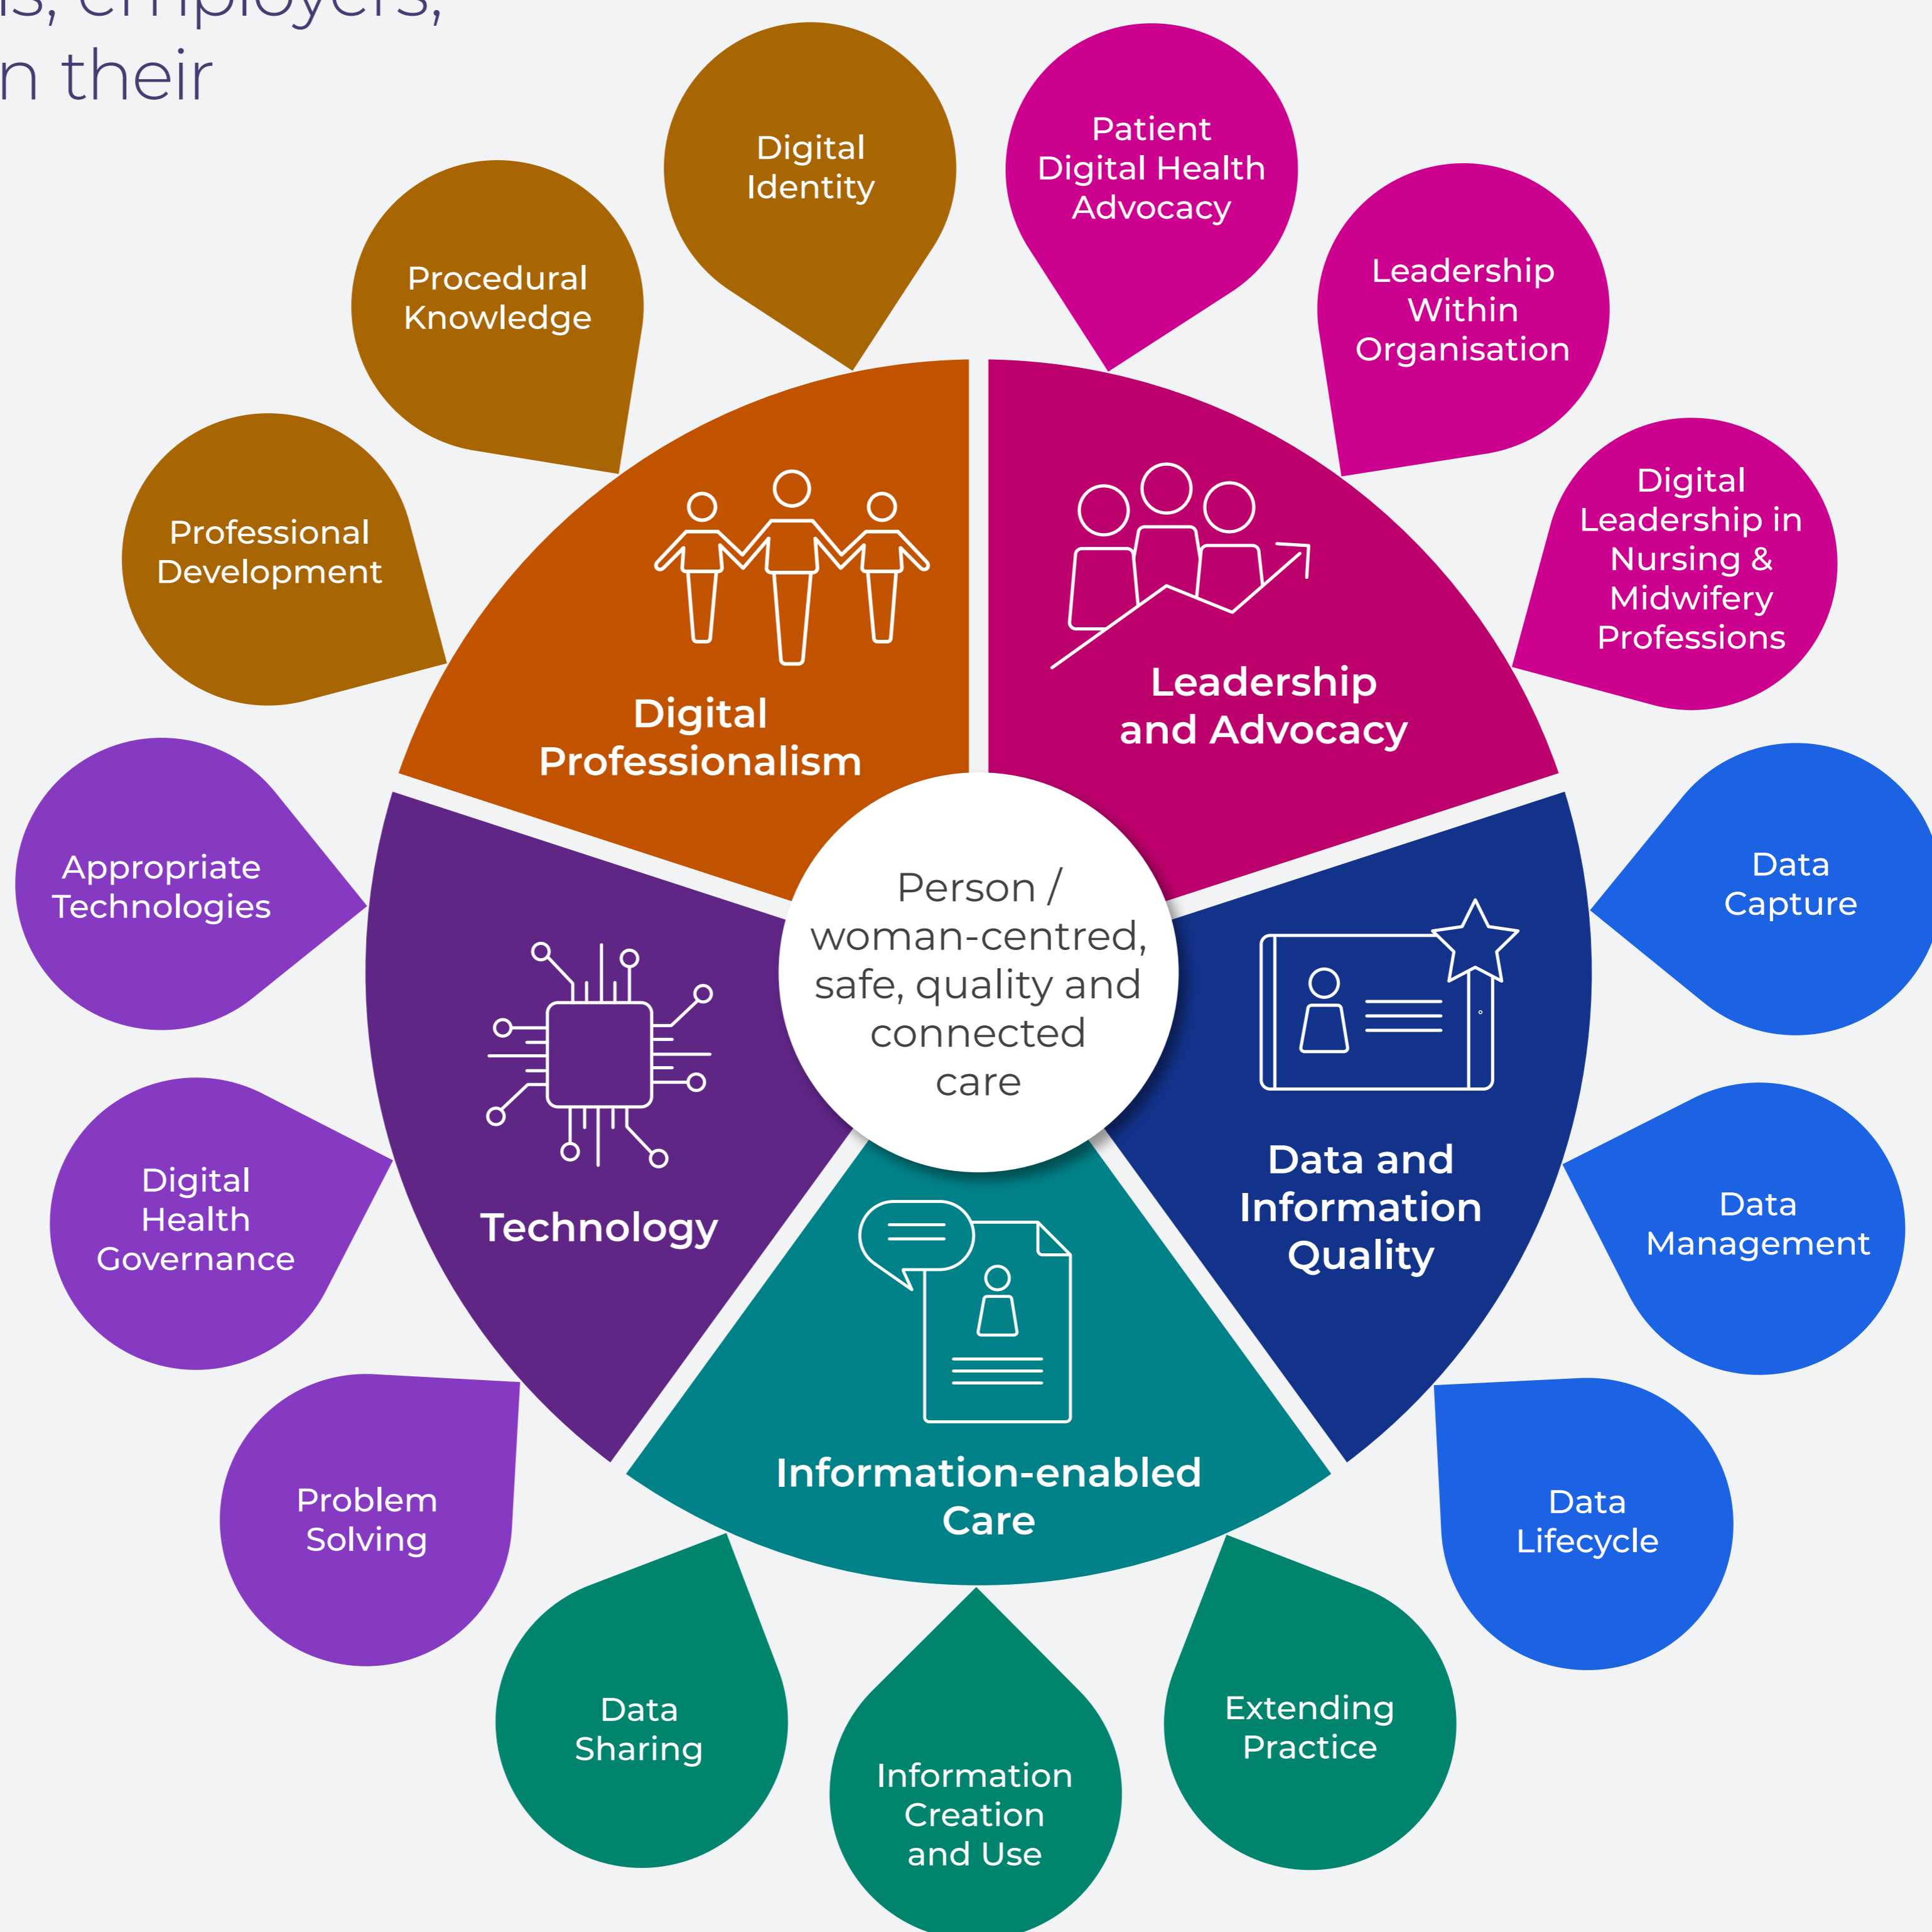 employers,
n their
Digital
Identity
Patient
Digital Health
Advocacy
Procedural
Knowledge
Leadership
Within
Organisation
Professional
Development
Digital
Leadership in
Nursing &
Midwifery
Professions
Digital
Professionalism
Leadership
and Advocacy
Appropriate
Technologies
Person /
woman-centred,
safe, quality and
connected
care
Data
Capture
Digital
Health
Governance
Technology
Data and
Information
Quality
Data
Management
Problem
Solving
Information-enabled
Care
Data
Lifecycle
Data
Sharing
Information
Creation
and Use
Extending
Practice